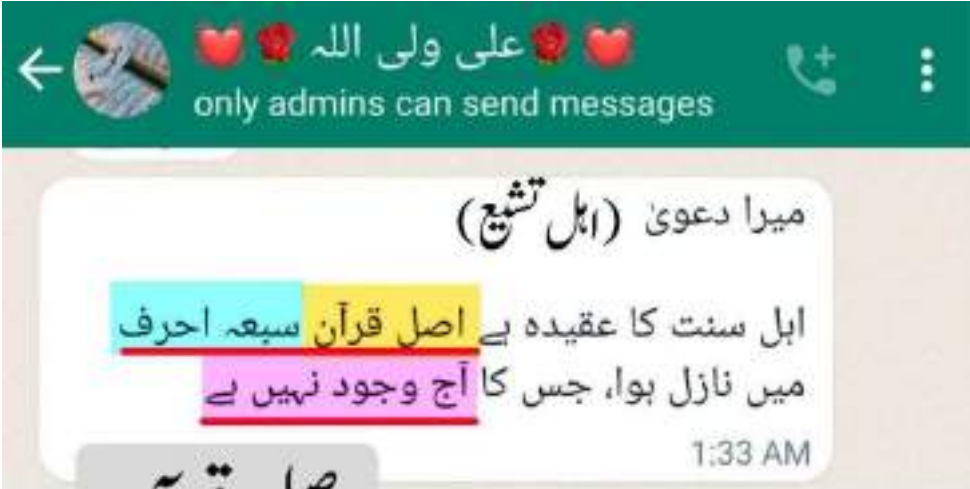 علی ولی اللہ
only admins can send messages
میرا دعویٰ (اہل تشیع)
اہل سنت کا عقیدہ ہے اصل قرآن سبعہ احرف
میں نازل ہوا، جس کا آج وجود نہیں ہے
1:33 AM